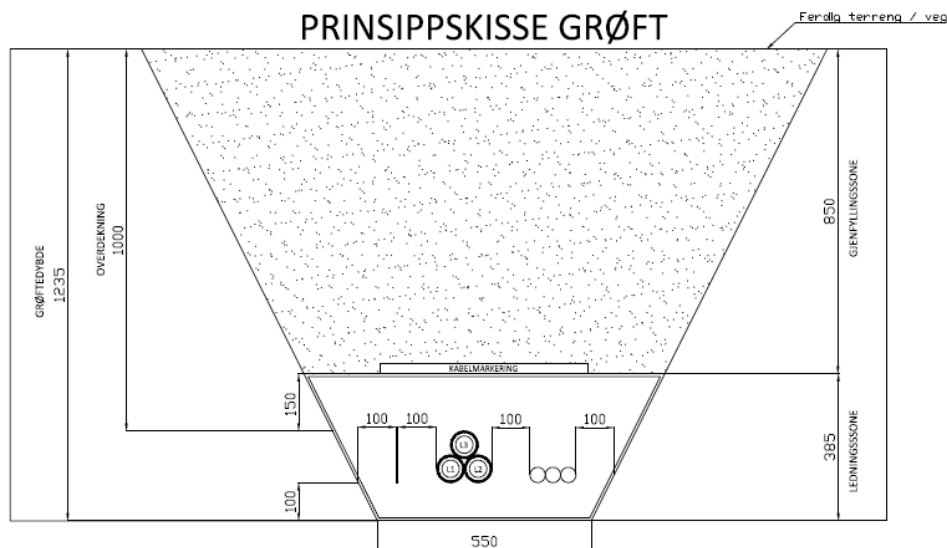 PRINSIPPSKISSE GRØFT
Ferdig terreng / veg
GRØFTEDYBDE
1235
OVERDEKNING
1000
850
GJENFYLLINGSSONE
KABELMARKERING
150
100
100
100
100
L3
L1
L2
100
385
LEDNINGSSSONE
550